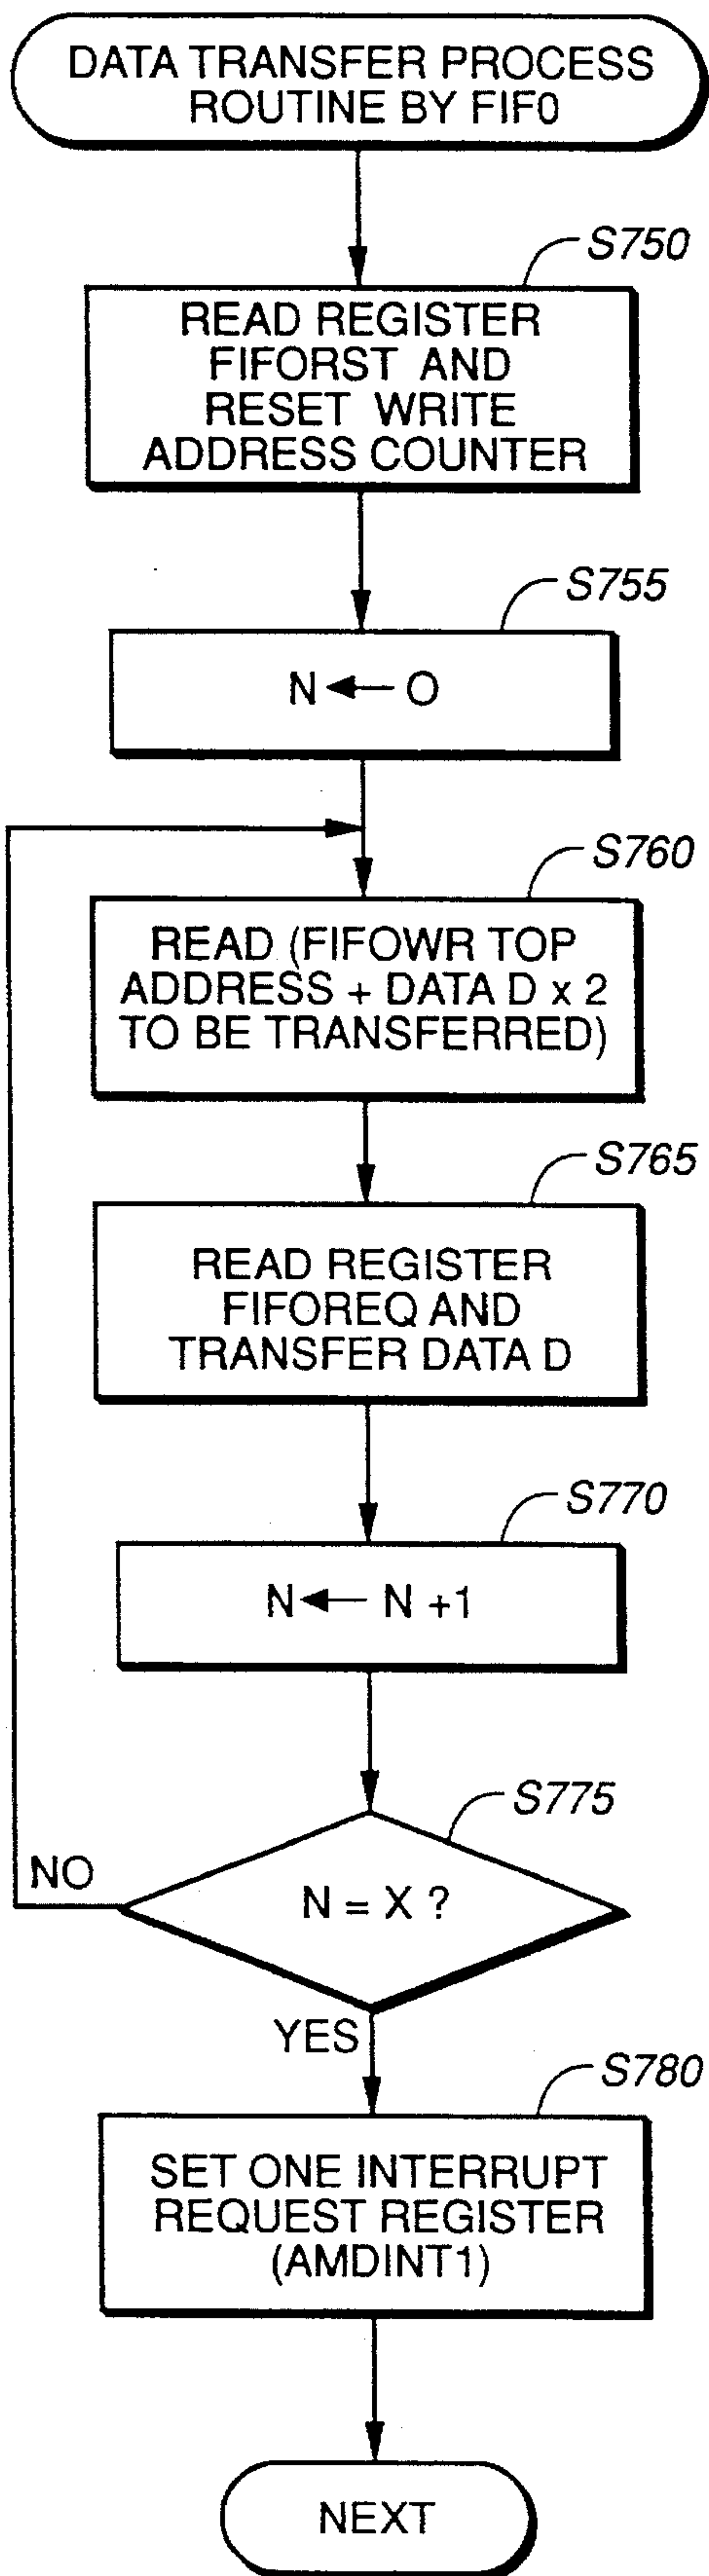 DATA TRANSFER PROCESS
ROUTINE BY FIFO
S750
READ REGISTER
FIFORST AND
RESET WRITE
ADDRESS COUNTER
S755
N ← O
S760
READ (FIFOWR TOP
ADDRESS + DATA D x 2
TO BE TRANSFERRED)
S765
READ REGISTER
FIFOREQ AND
TRANSFER DATA D
S770
N ← N +1
S775
NO
N = X ?
YES
S780
SET ONE INTERRUPT
REQUEST REGISTER
(AMDINT1)
NEXT